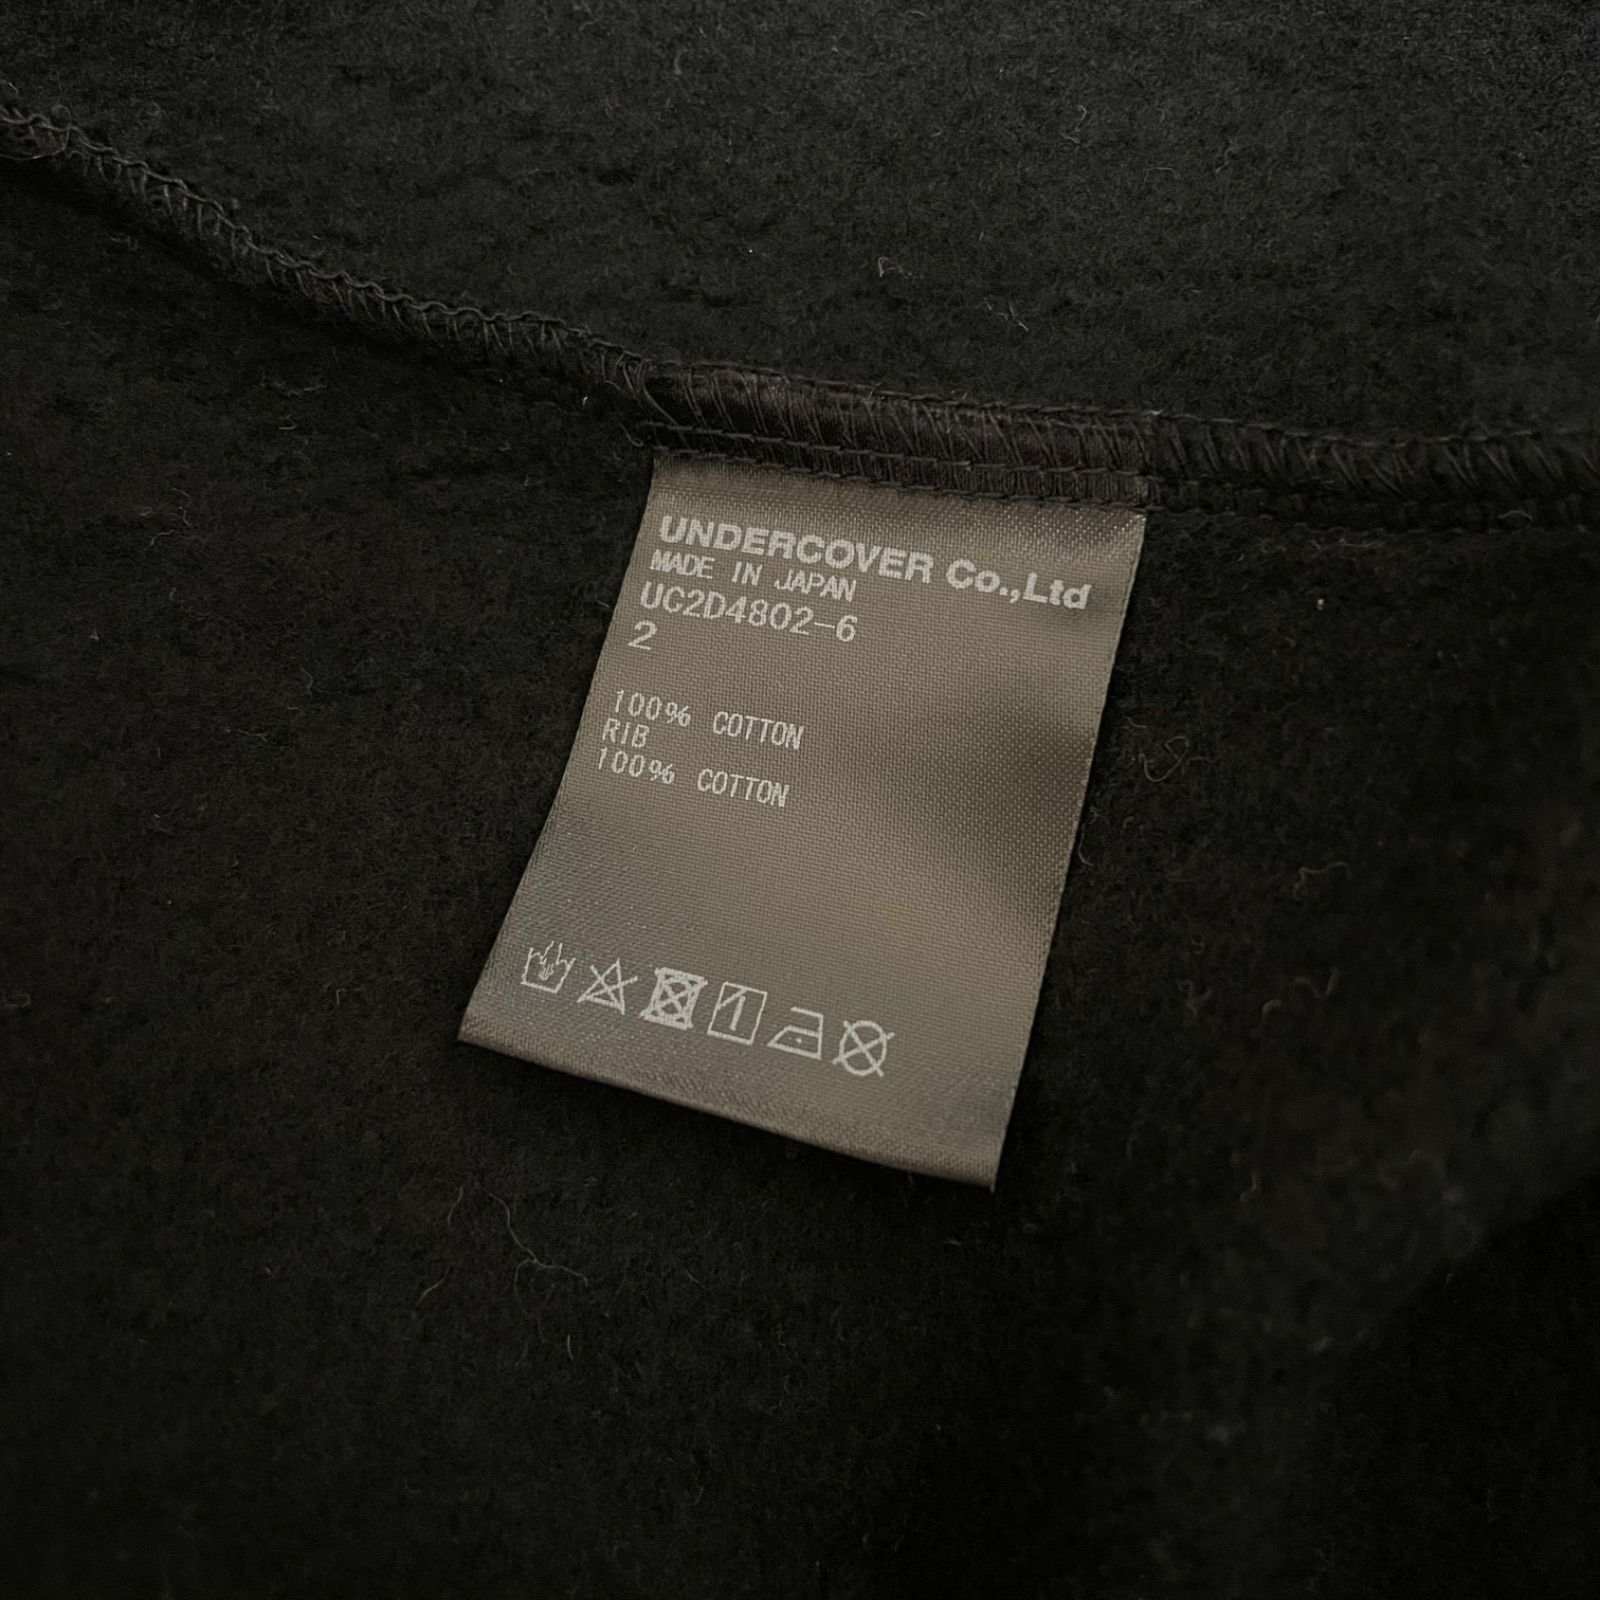 UNDERCOVER Co.,Ltd
MADE IN JAPAN
UC2D4802-6
2
100% COTTON
RIB
100% COTTON